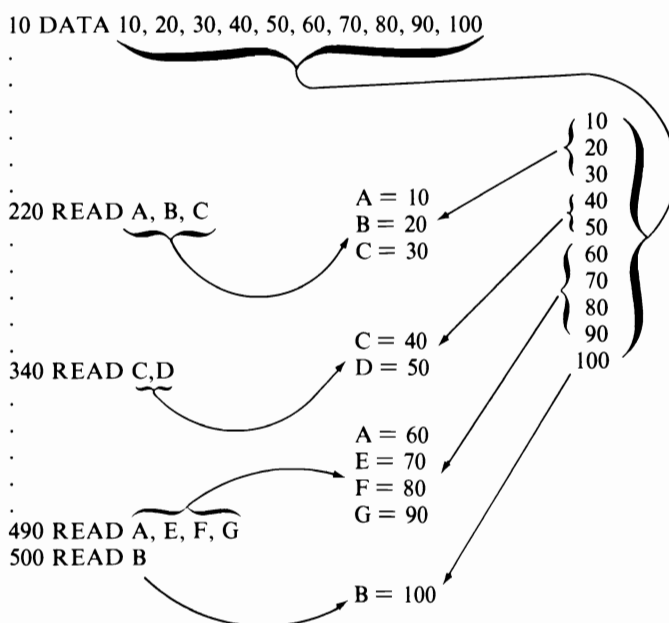 10 DATA 10, 20, 30, 40, 50, 60, 70, 80, 90, 100
.
.
.
.
.
220 READ A, B, C
.
.
.
.
340 READ C,D
.
.
.
.
490 READ A, E, F, G
500 READ B
A = 10
B = 20
C = 30
C = 40
D = 50
A = 60
E = 70
F = 80
G = 90
B = 100
10
20
30
40
50
60
70
80
90
100